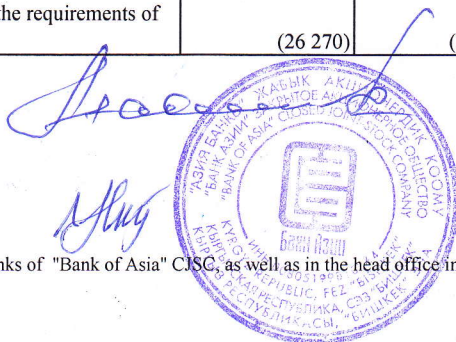 the requirements of
(26 270)
(
"АЗИЯ БАНКЫ" ЖАБЫК АКЦИОНЕРДИК КООМУ
"БАНК АЗИИ" ЗАКРЫТОЕ АКЦИОНЕРНОЕ ОБЩЕСТВО
"BANK OF ASIA" CLOSED JOINT STOCK COMPANY
Банк Азии
KYRGYZ REPUBLIC, FEZ "BISHKEK"
РЕСПУБЛИКА, СЭЗ "БИШКЕК"
nks of "Bank of Asia" CJSC, as well as in the head office in